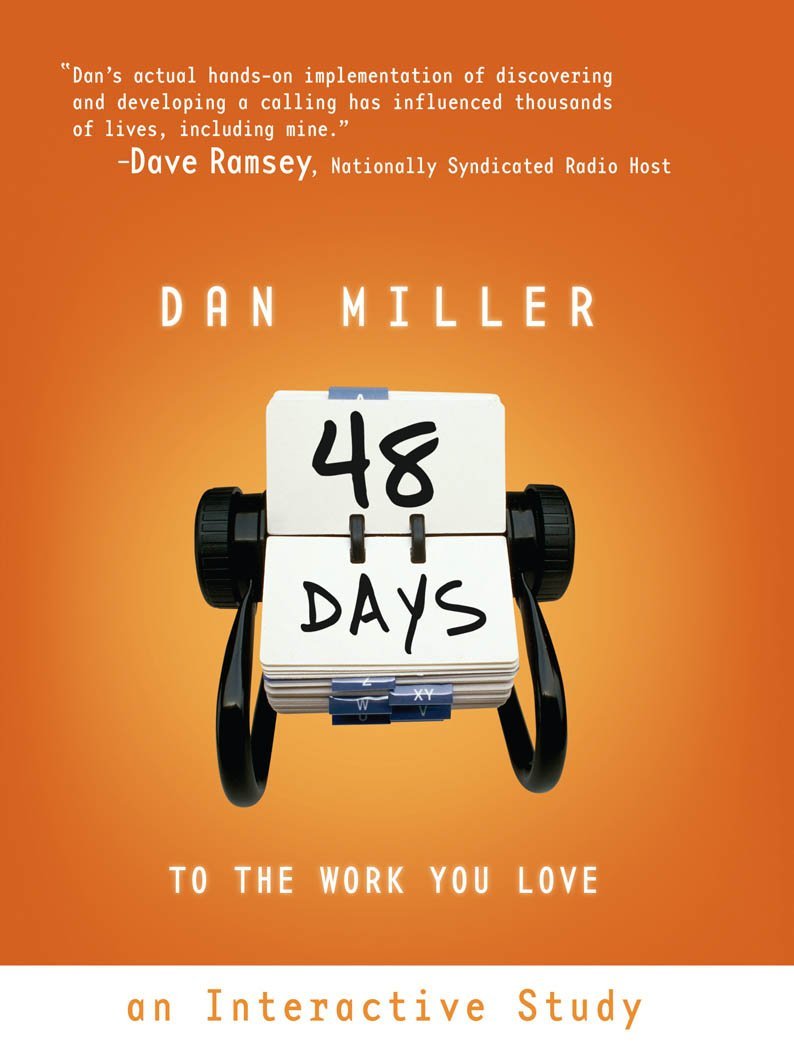 “Dan’s actual hands-on implementation of discovering
and developing a calling has influenced thousands
of lives, including mine.”
–Dave Ramsey, Nationally Syndicated Radio Host
DAN MILLER
A
48
DAYS
Z
W XY
U V
TO THE WORK YOU LOVE
an Interactive Study